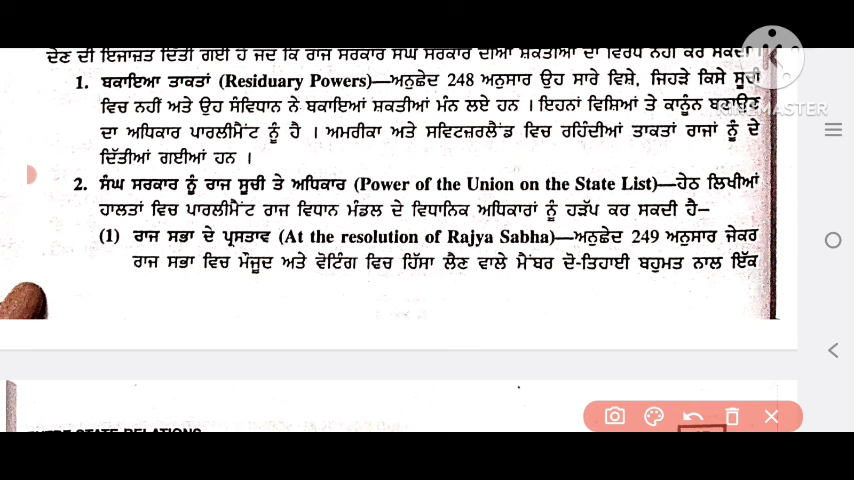 ਦੇਣ ਦੀ ਇਜਾਜ਼ਤ ਦਿੱਤੀ ਗਈ ਹੈ ਜਦ ਕਿ ਰਾਜ ਸਰਕਾਰ ਸੰਘ ਸਰਕਾਰ ਦੀਆਂ ਸ਼ਕਤੀਆਂ ਦਾ ਵਿਰੋਧ ਨਹੀਂ ਕਰ ਸਕਦੀ।
1. ਬਕਾਇਆ ਤਾਕਤਾਂ (Residuary Powers)—ਅਨੁਛੇਦ 248 ਅਨੁਸਾਰ ਉਹ ਸਾਰੇ ਵਿਸ਼ੇ, ਜਿਹੜੇ ਕਿਸੇ ਸੂਚੀ
ਵਿਚ ਨਹੀਂ ਅਤੇ ਉਹ ਸੰਵਿਧਾਨ ਨੇ ਬਕਾਇਆਂ ਸ਼ਕਤੀਆਂ ਮੰਨ ਲਏ ਹਨ। ਇਹਨਾਂ ਵਿਸ਼ਿਆਂ ਤੇ ਕਾਨੂੰਨ ਬਣਾਉਣ
KINEMASTER
ਦਾ ਅਧਿਕਾਰ ਪਾਰਲੀਮੈਂਟ ਨੂੰ ਹੈ। ਅਮਰੀਕਾ ਅਤੇ ਸਵਿਟਜ਼ਰਲੈਂਡ ਵਿਚ ਰਹਿੰਦੀਆਂ ਤਾਕਤਾਂ ਰਾਜਾਂ ਨੂੰ ਦੇ
ਦਿੱਤੀਆਂ ਗਈਆਂ ਹਨ।
2. ਸੰਘ ਸਰਕਾਰ ਨੂੰ ਰਾਜ ਸੂਚੀ ਤੇ ਅਧਿਕਾਰ (Power of the Union on the State List)—ਹੇਠ ਲਿਖੀਆਂ
ਹਾਲਤਾਂ ਵਿਚ ਪਾਰਲੀਮੈਂਟ ਰਾਜ ਵਿਧਾਨ ਮੰਡਲ ਦੇ ਵਿਧਾਨਿਕ ਅਧਿਕਾਰਾਂ ਨੂੰ ਹੜੱਪ ਕਰ ਸਕਦੀ ਹੈ—
(1) ਰਾਜ ਸਭਾ ਦੇ ਪ੍ਰਸਤਾਵ (At the resolution of Rajya Sabha)—ਅਨੁਛੇਦ 249 ਅਨੁਸਾਰ ਜੇਕਰ
ਰਾਜ ਸਭਾ ਵਿਚ ਮੌਜੂਦ ਅਤੇ ਵੋਟਿੰਗ ਵਿਚ ਹਿੱਸਾ ਲੈਣ ਵਾਲੇ ਮੈਂਬਰ ਦੋ-ਤਿਹਾਈ ਬਹੁਮਤ ਨਾਲ ਇੱਕ
STATE RELATIONS